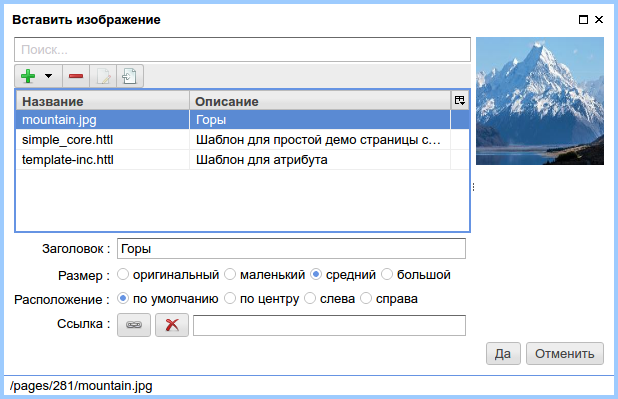 Вставить изображение
Поиск...
Название Описание
mountain.jpg Горы
simple_core.httl Шаблон для простой демо страницы с…
template-inc.httl Шаблон для атрибута
Заголовок : Горы
Размер : оригинальный маленький средний большой
Расположение : по умолчанию по центру слева справа
Ссылка :
Да Отменить
/pages/281/mountain.jpg